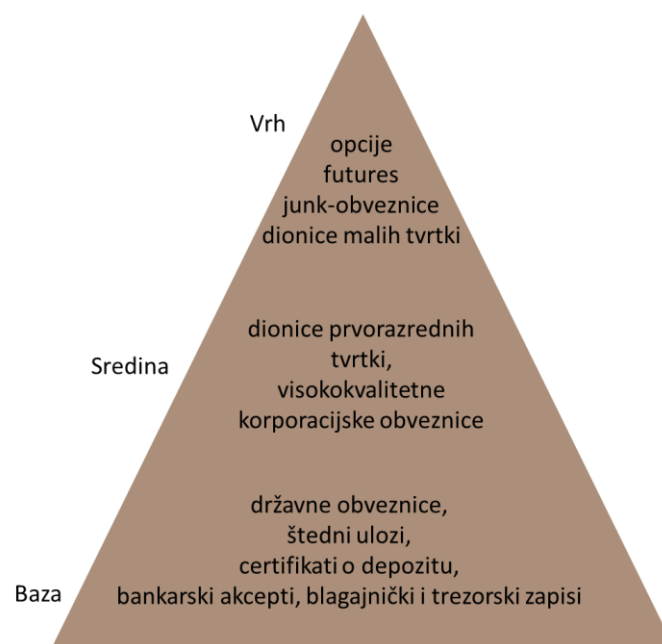 Vrh
opcije
futures
junk-obveznice
dionice malih tvrtki
Sredina
dionice prvorazrednih
tvrtki,
visokokvalitetne
korporacijske obveznice
Baza
državne obveznice,
štedni ulozi,
certifikati o depozitu,
bankarski akcepti, blagajnički i trezorski zapisi